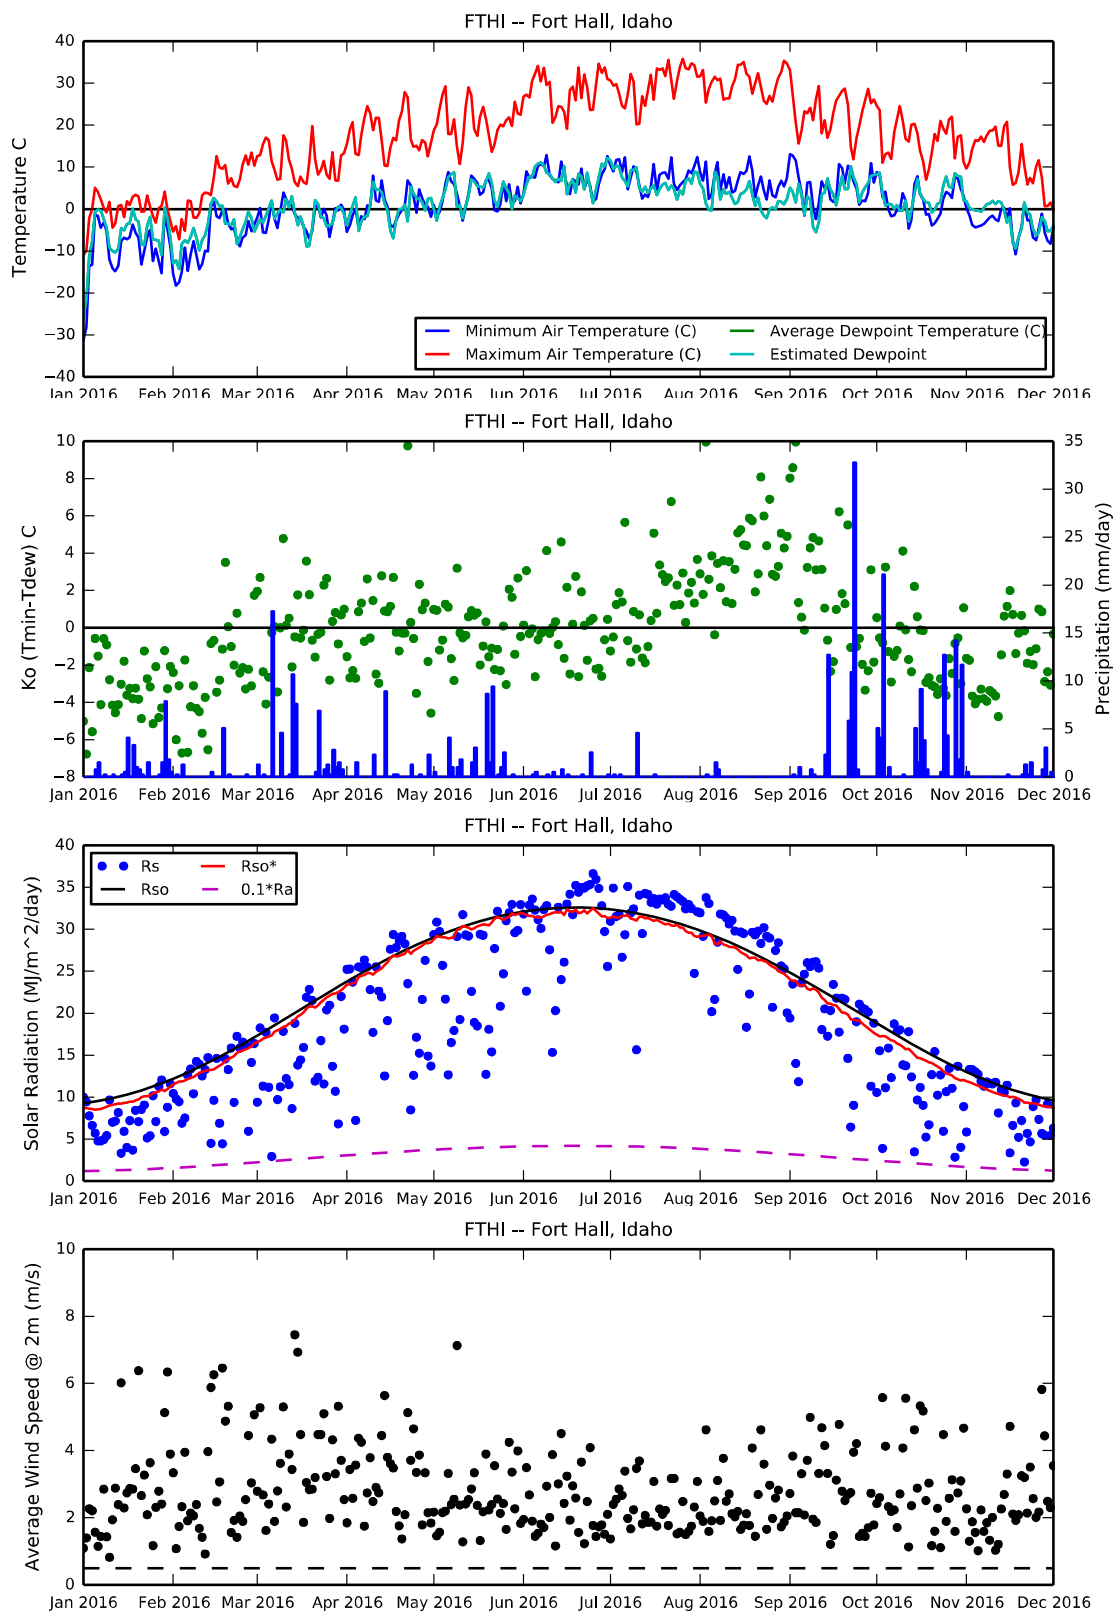 FTHI -- Fort Hall, Idaho
40
30
20
10
0
−10
−20
−30
−40
Temperature C
Minimum Air Temperature (C)
Maximum Air Temperature (C)
Average Dewpoint Temperature (C)
Estimated Dewpoint
Jan 2016 Feb 2016 Mar 2016 Apr 2016 May 2016 Jun 2016 Jul 2016 Aug 2016 Sep 2016 Oct 2016 Nov 2016 Dec 2016
FTHI -- Fort Hall, Idaho
10
8
6
4
2
0
−2
−4
−6
−8
Ko (Tmin-Tdew) C
35
30
25
20
15
10
5
0
Precipitation (mm/day)
Jan 2016 Feb 2016 Mar 2016 Apr 2016 May 2016 Jun 2016 Jul 2016 Aug 2016 Sep 2016 Oct 2016 Nov 2016 Dec 2016
FTHI -- Fort Hall, Idaho
40
35
30
25
20
15
10
5
0
Solar Radiation (MJ/m^2/day)
Rs
Rso
Rso*
0.1*Ra
Jan 2016 Feb 2016 Mar 2016 Apr 2016 May 2016 Jun 2016 Jul 2016 Aug 2016 Sep 2016 Oct 2016 Nov 2016 Dec 2016
FTHI -- Fort Hall, Idaho
10
8
6
4
2
0
Average Wind Speed @ 2m (m/s)
Jan 2016 Feb 2016 Mar 2016 Apr 2016 May 2016 Jun 2016 Jul 2016 Aug 2016 Sep 2016 Oct 2016 Nov 2016 Dec 2016